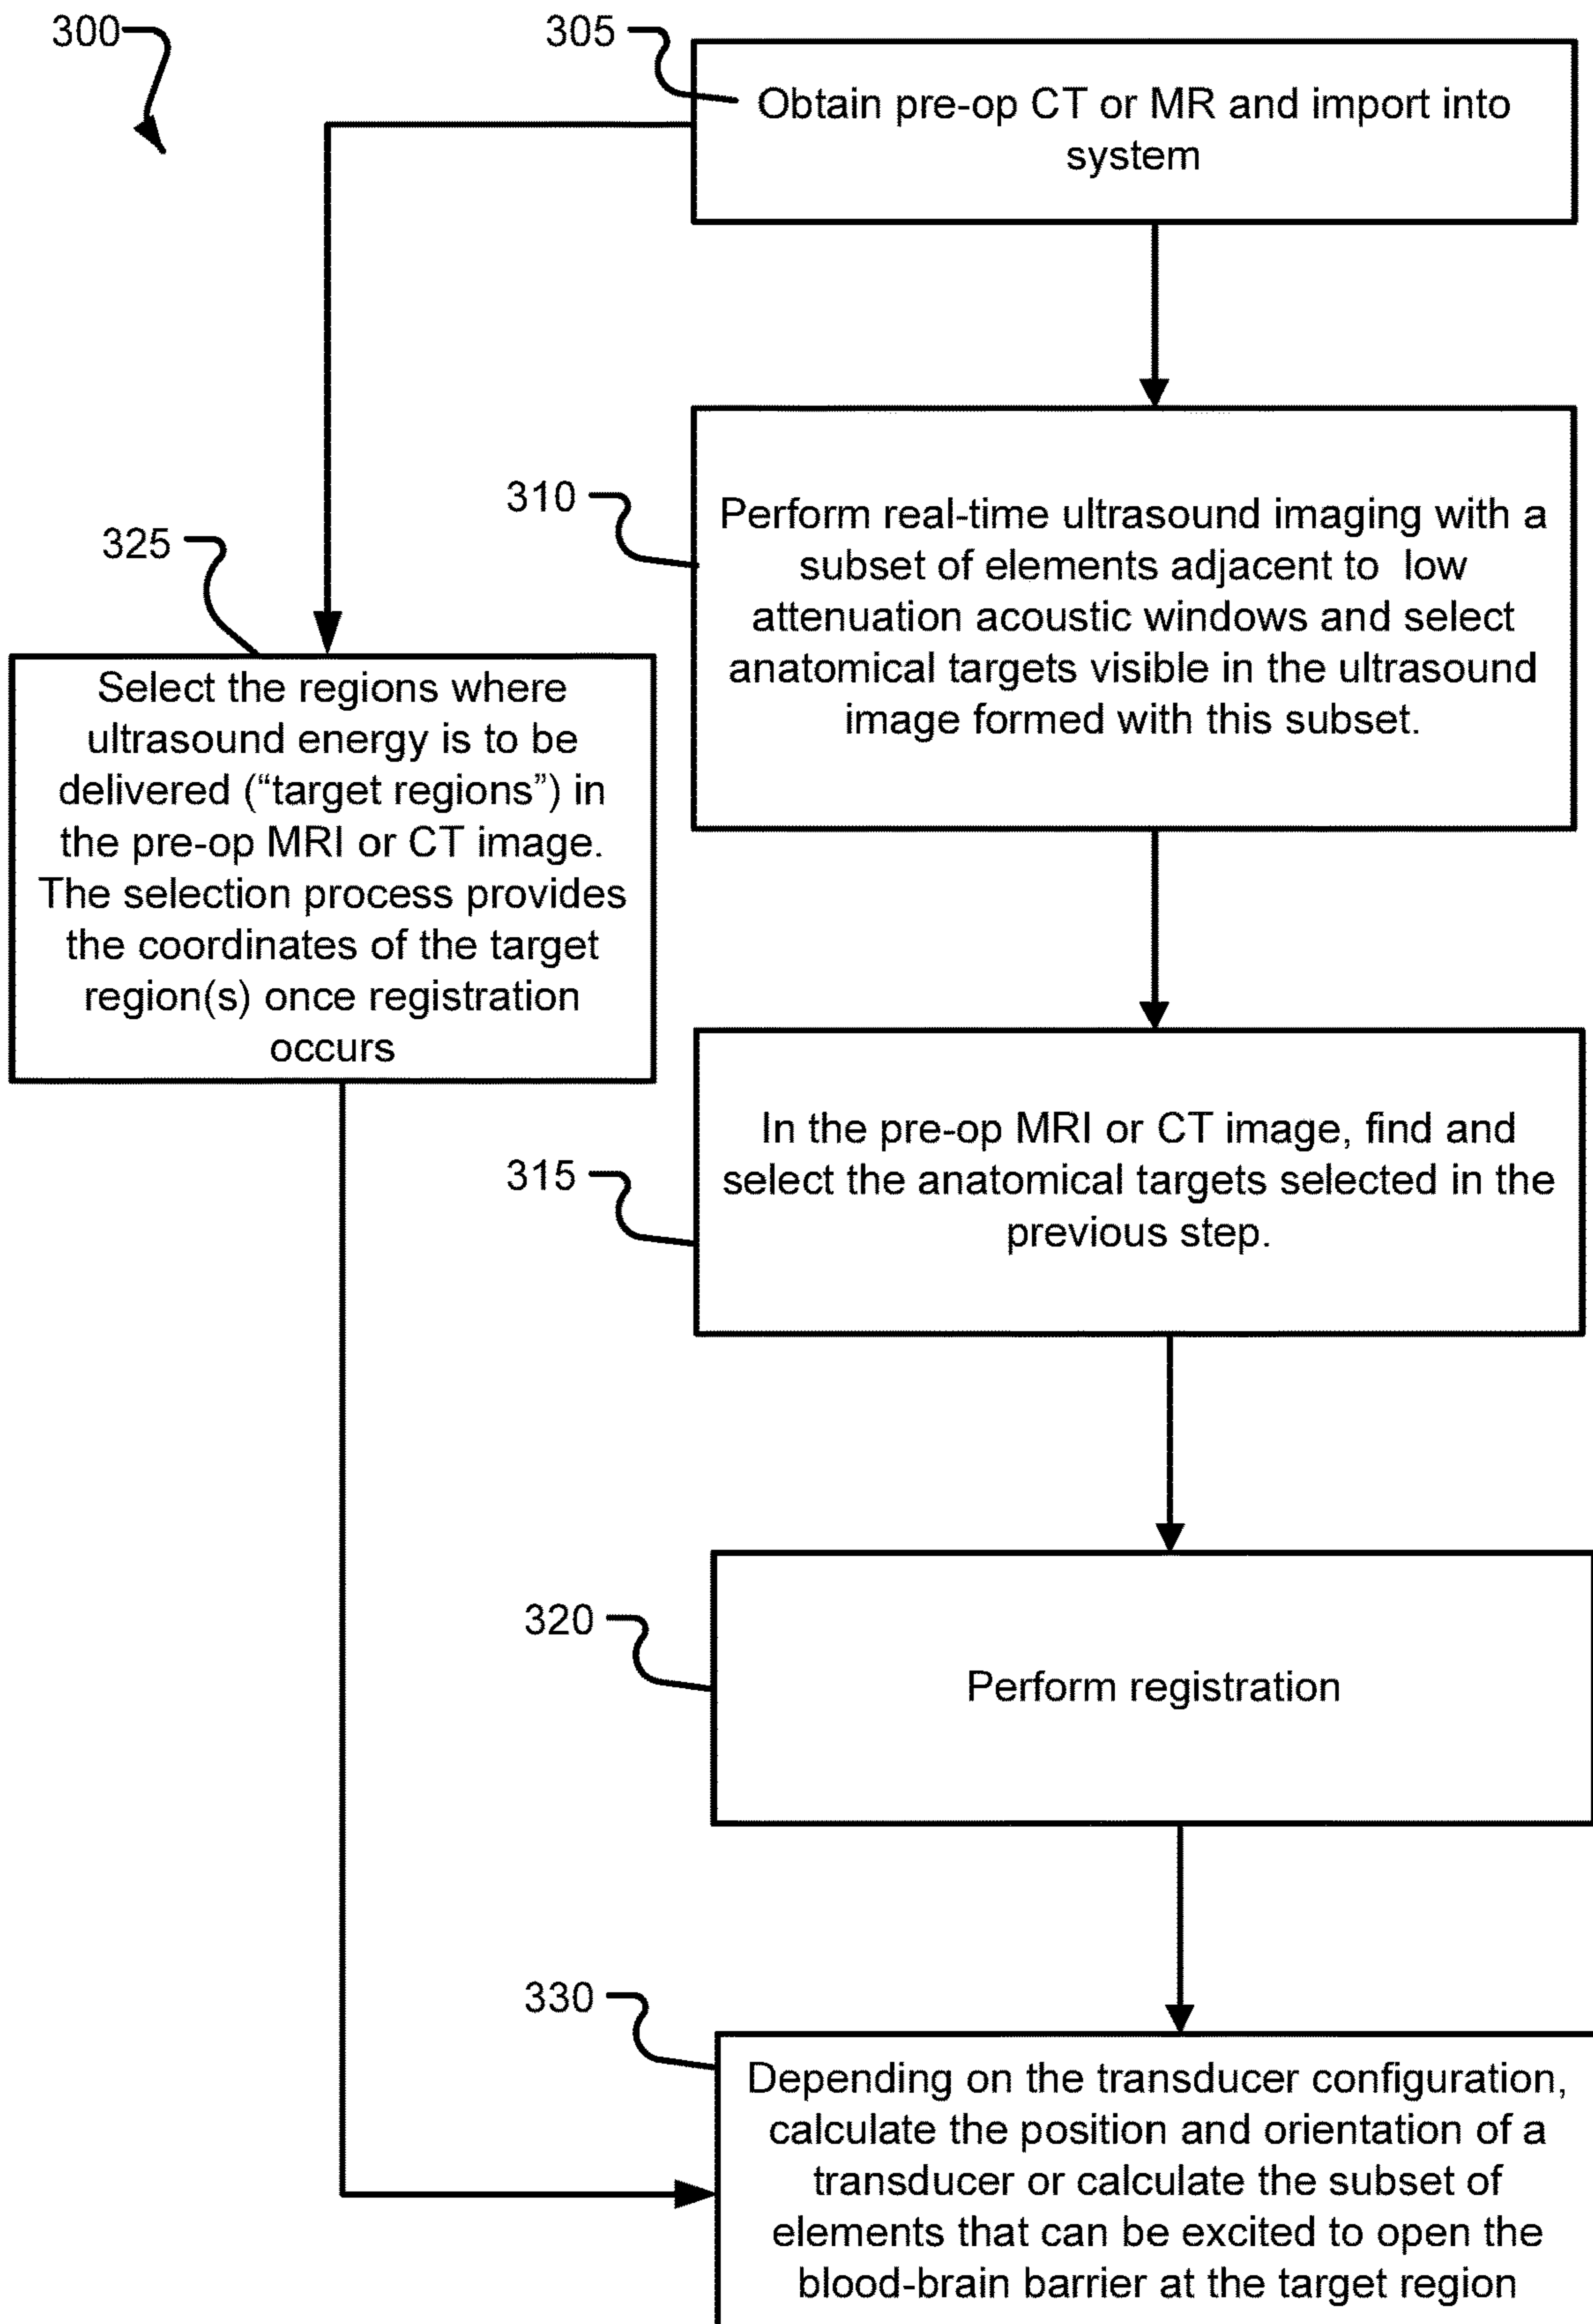 300
305
Obtain pre-op CT or MR and import into
system
310
Perform real-time ultrasound imaging with a
subset of elements adjacent to low
attenuation acoustic windows and select
anatomical targets visible in the ultrasound
image formed with this subset.
325
Select the regions where
ultrasound energy is to be
delivered (“target regions”) in
the pre-op MRI or CT image.
The selection process provides
the coordinates of the target
region(s) once registration
occurs
315
In the pre-op MRI or CT image, find and
select the anatomical targets selected in the
previous step.
320
Perform registration
330
Depending on the transducer configuration,
calculate the position and orientation of a
transducer or calculate the subset of
elements that can be excited to open the
blood-brain barrier at the target region